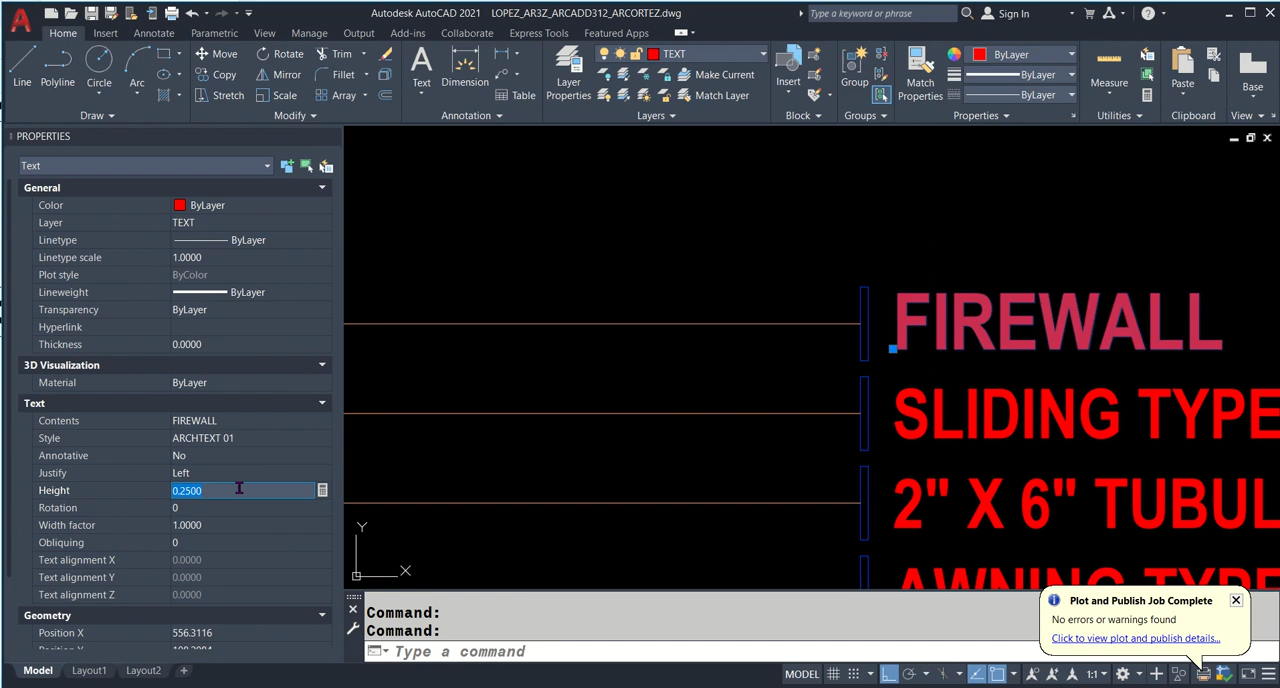 Autodesk AutoCAD 2021 LOPEZ_AR3Z_ARCADD312_ARCORTEZ.dwg
Type a keyword or phrase
Sign In
Home Insert Annotate Parametric View Manage Output Add-ins Collaborate Express Tools Featured Apps
Line Polyline Circle Arc
Move Rotate Trim
Copy Mirror Fillet
Stretch Scale Array
Text Dimension Table
Layer Properties
TEXT
Make Current
Match Layer
Insert
Group
Match Properties
ByLayer
ByLayer
ByLayer
Measure
Paste
Base
Draw Modify Annotation Layers Block Groups Properties Utilities Clipboard View
PROPERTIES
Text
General
Color ByLayer
Layer TEXT
Linetype ByLayer
Linetype scale 1.0000
Plot style ByColor
Lineweight ByLayer
Transparency ByLayer
Hyperlink
Thickness 0.0000
3D Visualization
Material ByLayer
Text
Contents FIREWALL
Style ARCHTEXT 01
Annotative No
Justify Left
Height 0.2500
Rotation 0
Width factor 1.0000
Obliquing 0
Text alignment X 0.0000
Text alignment Y 0.0000
Text alignment Z 0.0000
Geometry
Position X 556.3116
FIREWALL
SLIDING TYPE
2" X 6" TUBUL
AWNING TYPE
Y
X
Command:
Command:
Type a command
Plot and Publish Job Complete
No errors or warnings found
Click to view plot and publish details...
Model Layout1 Layout2 +
MODEL 1:1